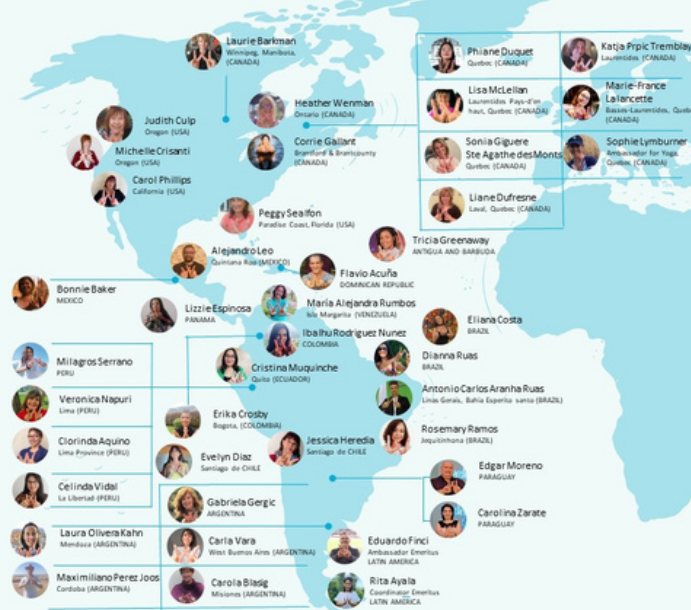 Laurie Barkman
Winnipeg, Manitoba,
(CANADA)
Phiane Duquet
Quebec (CANADA)
Katja Prpic Tremblay
Laurentides (CANADA)
Heather Wenman
Ontario (CANADA)
Lisa McLellan
Laurentides Pays-d'en
haut, Quebec (CANADA)
Marie-France
Lalancette
Basses-Laurentides, Quebec
(CANADA)
Judith Culp
Oregon (USA)
Corrie Gallant
Brantford & Brantscounty
(CANADA)
Sonia Giguere
Ste Agathe des Monts
Quebec (CANADA)
Sophie Lymburner
Ambassador for Yoga,
Quebec (CANADA)
Michelle Crisanti
Oregon (USA)
Carol Phillips
California (USA)
Liane Dufresne
Laval, Quebec (CANADA)
Peggy Sealfon
Paradise Coast, Florida (USA)
Tricia Greenaway
ANTIGUA AND BARBUDA
Alejandro Leo
Quintana Roo (MEXICO)
Flavio Acuña
DOMINICAN REPUBLIC
Bonnie Baker
MEXICO
Lizzie Espinosa
PANAMA
María Alejandra Rumbos
Isla Margarita (VENEZUELA)
Eliana Costa
BRAZIL
Ibalhu Rodriguez Nunez
COLOMBIA
Milagros Serrano
PERU
Cristina Muquinche
Quito (ECUADOR)
Dianna Ruas
BRAZIL
Veronica Napuri
Lima (PERU)
Antonio Carlos Aranha Ruas
Linás Gerais, Bahia Esperito santo (BRAZIL)
Erika Crosby
Bogota, (COLOMBIA)
Clorinda Aquino
Lima Province (PERU)
Jessica Heredia
Santiago de CHILE
Rosemary Ramos
Jequitinhona (BRAZIL)
Evelyn Diaz
Santiago de CHILE
Edgar Moreno
PARAGUAY
Celinda Vidal
La Libertad (PERU)
Gabriela Gergic
ARGENTINA
Carolina Zarate
PARAGUAY
Laura Olivera Kahn
Mendoza (ARGENTINA)
Carla Vara
West Buenos Aires (ARGENTINA)
Eduardo Finci
Ambassador Emeritus
LATIN AMERICA
Maximiliano Perez Joos
Cordoba (ARGENTINA)
Carola Blasig
Misiones (ARGENTINA)
Rita Ayala
Coordinator Emeritus
LATIN AMERICA